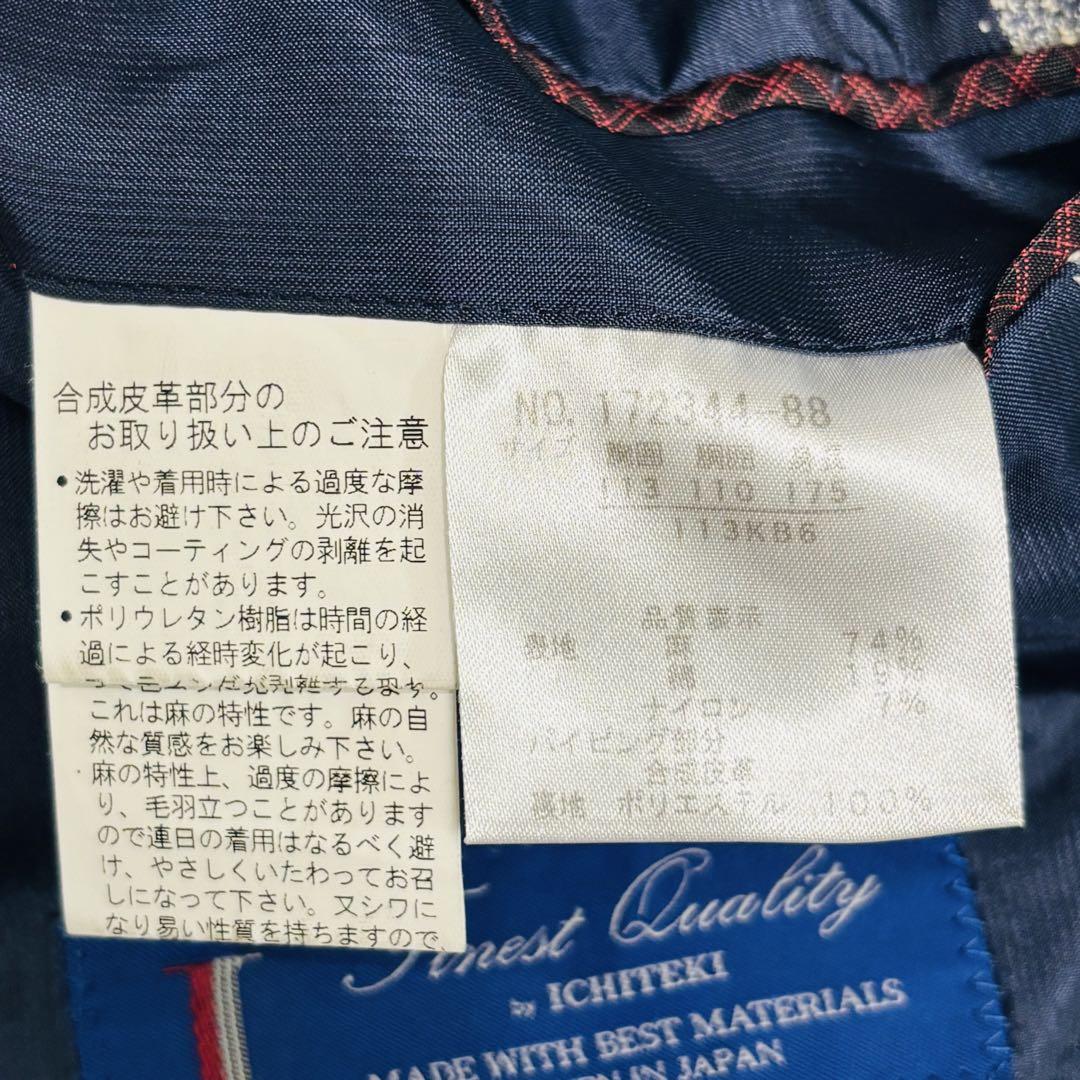 合成皮革部分の
お取り扱い上のご注意
•洗濯や着用時による過度な摩
擦はお避け下さい。光沢の消
失やコーティングの剥離を起
こすことがあります。
•ポリウレタン樹脂は時間の経
過による経時変化が起こり、
これは麻の特性です。麻の自
然な質感をお楽しみ下さい。
麻の特性上、過度の摩擦によ
り、毛羽立つことがあります
ので連日の着用はなるべく避
け、やさしくいたわってお召
しになって下さい。又シワに
なり易い性質を持ちますので、
NO. 172344-88
サイズ 胸囲 胴囲 身長
113 110 175
113KB6
品質表示
表地 麻 74%
綿 19%
ナイロン 7%
パイピング部分
合成皮革
裏地 ポリエステル %
Finest Quality
by ICHITEKI
MADE WITH BEST MATERIALS
IN JAPAN